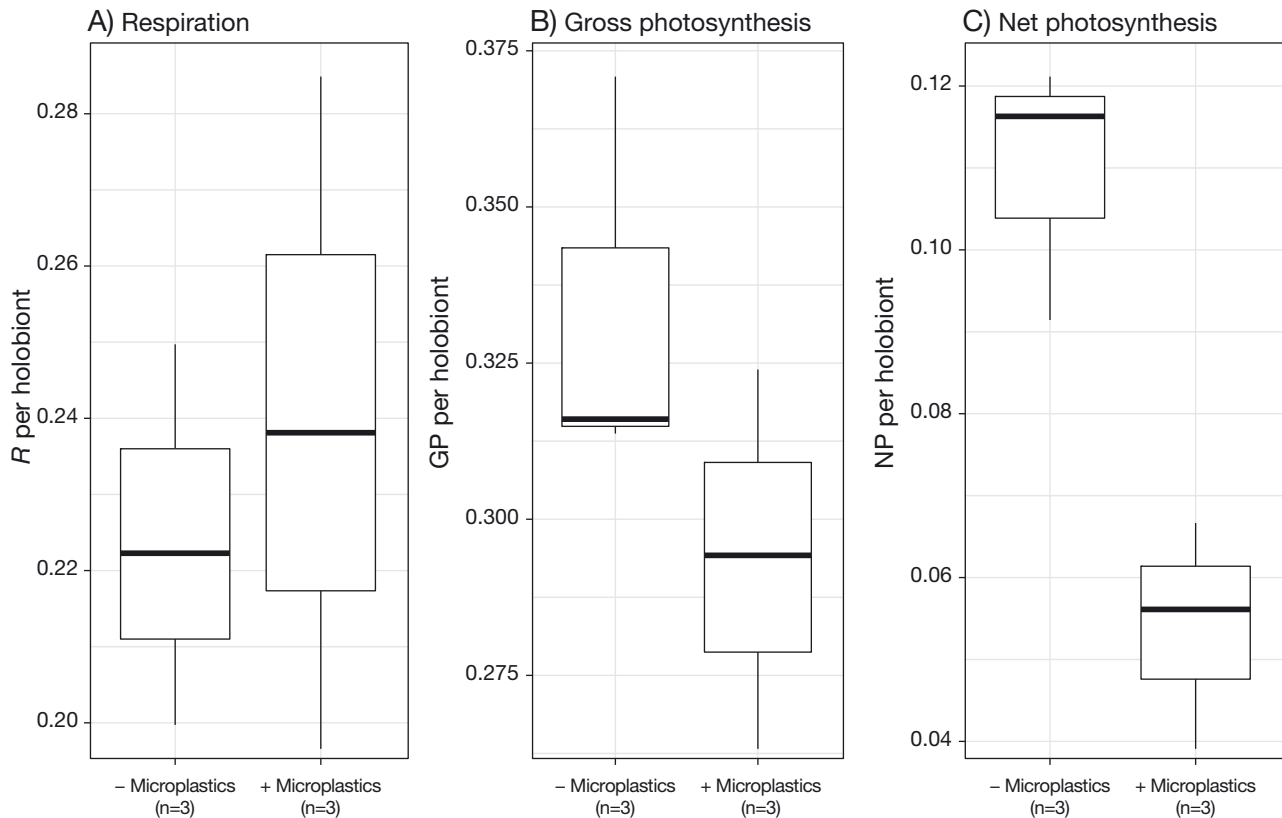 A) Respiration
R per holobiont
0.28
0.26
0.24
0.22
0.20
– Microplastics
(n=3)
+ Microplastics
(n=3)
B) Gross photosynthesis
GP per holobiont
0.375
0.350
0.325
0.300
0.275
– Microplastics
(n=3)
+ Microplastics
(n=3)
C) Net photosynthesis
NP per holobiont
0.12
0.10
0.08
0.06
0.04
– Microplastics
(n=3)
+ Microplastics
(n=3)